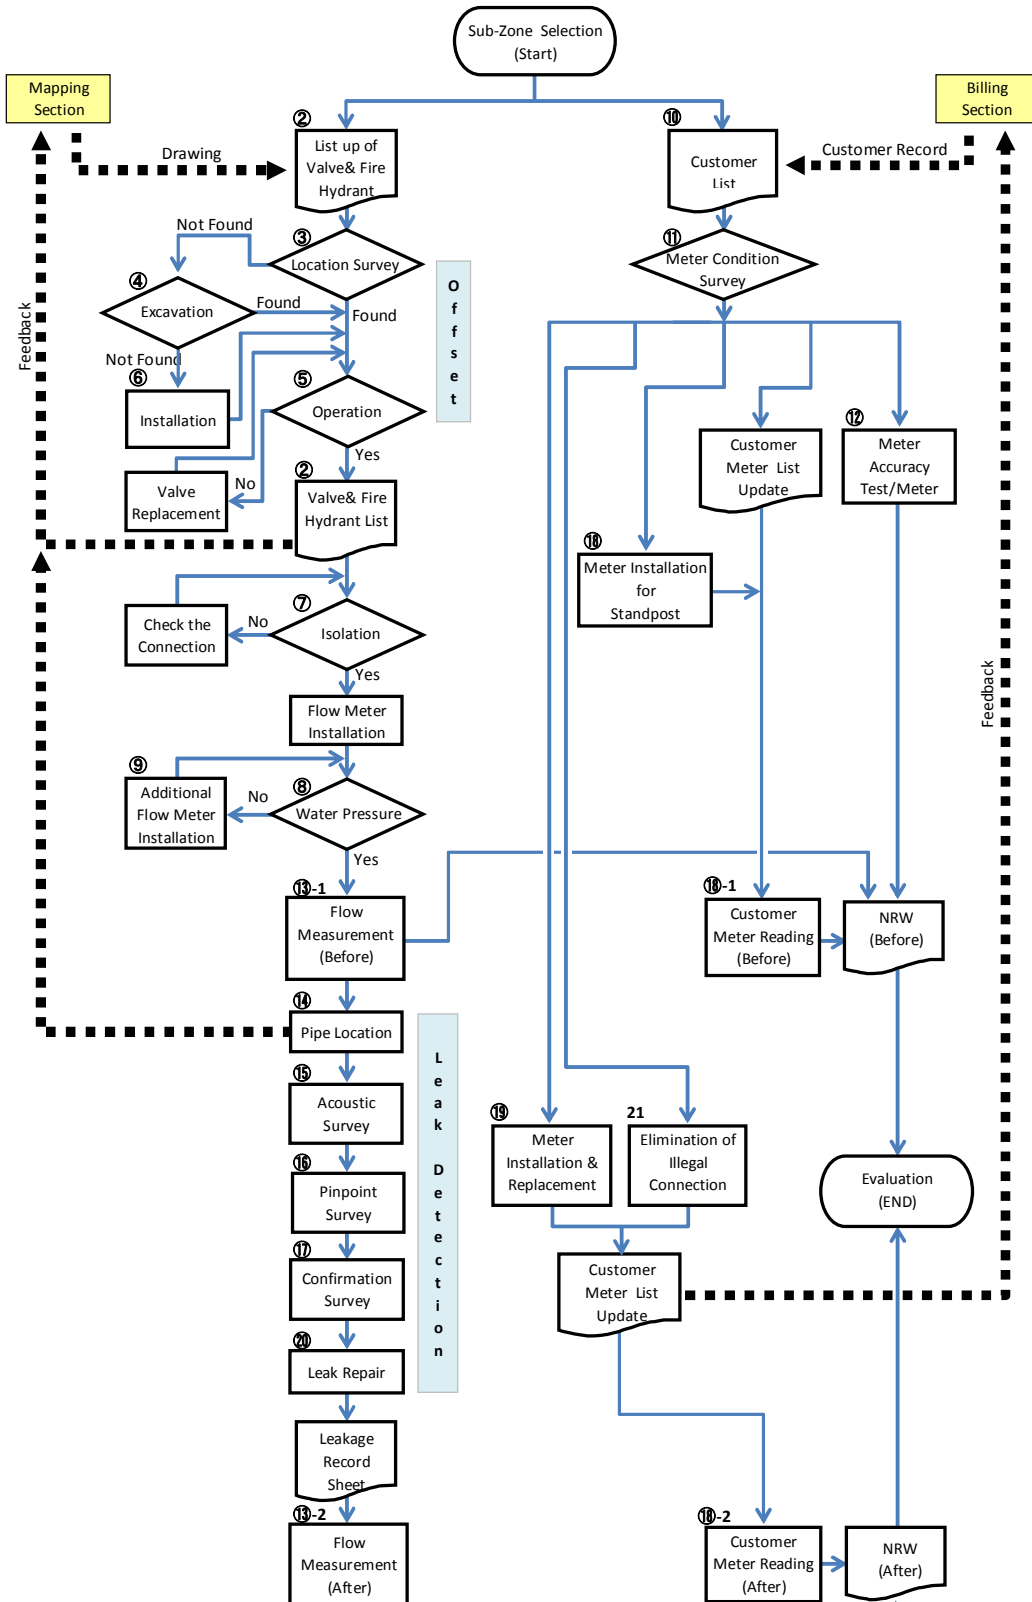 Sub-Zone Selection
(Start)
Mapping
Section
Billing
Section
Drawing
Customer Record
②
List up of
Valve& Fire
Hydrant
⑩
Customer
List
Not Found
③
Location Survey
⑪
Meter Condition
Survey
④
Excavation
Found
Found
Not Found
⑥
Installation
⑤
Operation
Offset
Feedback
Yes
No
Valve
Replacement
②
Valve& Fire
Hydrant List
Customer
Meter List
Update
⑫
Meter
Accuracy
Test/Meter
⑱
Meter Installation
for
Standpost
Check the
Connection
No
⑦
Isolation
Yes
Flow Meter
Installation
Feedback
⑨
Additional
Flow Meter
Installation
No
⑧
Water Pressure
Yes
⑬-1
Flow
Measurement
(Before)
⑱-1
Customer
Meter Reading
(Before)
NRW
(Before)
⑭
Pipe Location
⑮
Acoustic
Survey
⑯
Pinpoint
Survey
⑰
Confirmation
Survey
⑳
Leak Repair
Leak Detection
⑲
Meter
Installation &
Replacement
21
Elimination of
Illegal
Connection
Evaluation
(END)
Customer
Meter List
Update
Leakage
Record
Sheet
⑬-2
Flow
Measurement
(After)
⑱-2
Customer
Meter Reading
(After)
NRW
(After)